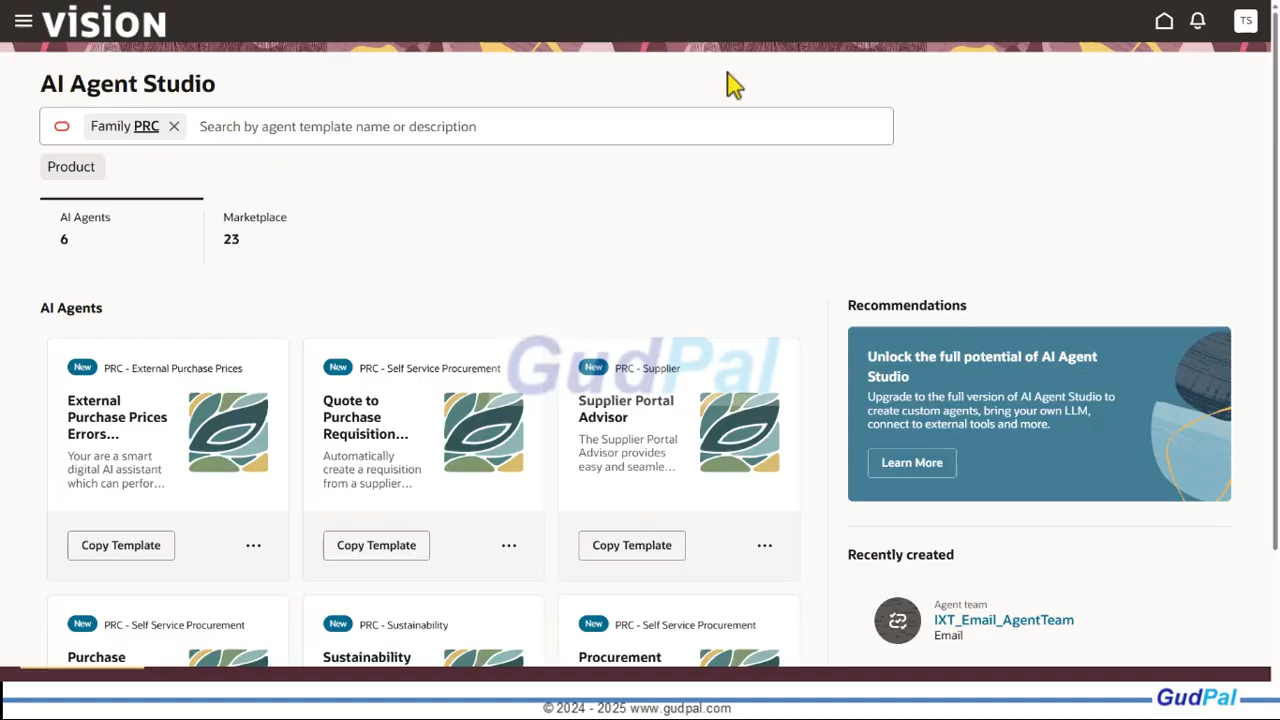 VISION
TS
AI Agent Studio
Family PRC
Search by agent template name or description
Product
AI Agents
6
Marketplace
23
AI Agents
New PRC - External Purchase Prices
External
Purchase Prices
Errors...
Your are a smart
digital AI assistant
which can perfor...
Copy Template
New PRC - Self Service Procurement
Quote to
Purchase
Requisition...
Automatically
create a requisition
from a supplier...
Copy Template
New PRC - Supplier
Supplier Portal
Advisor
The Supplier Portal
Advisor provides
easy and seamle...
Copy Template
GudPal
New PRC - Self Service Procurement
Purchase
New PRC - Sustainability
Sustainability
New PRC - Self Service Procurement
Procurement
Recommendations
Unlock the full potential of AI Agent
Studio
Upgrade to the full version of AI Agent Studio to
create custom agents, bring your own LLM,
connect to external tools and more.
Learn More
Recently created
Agent team
IXT_Email_AgentTeam
Email
© 2024 - 2025 www.gudpal.com
GudPal